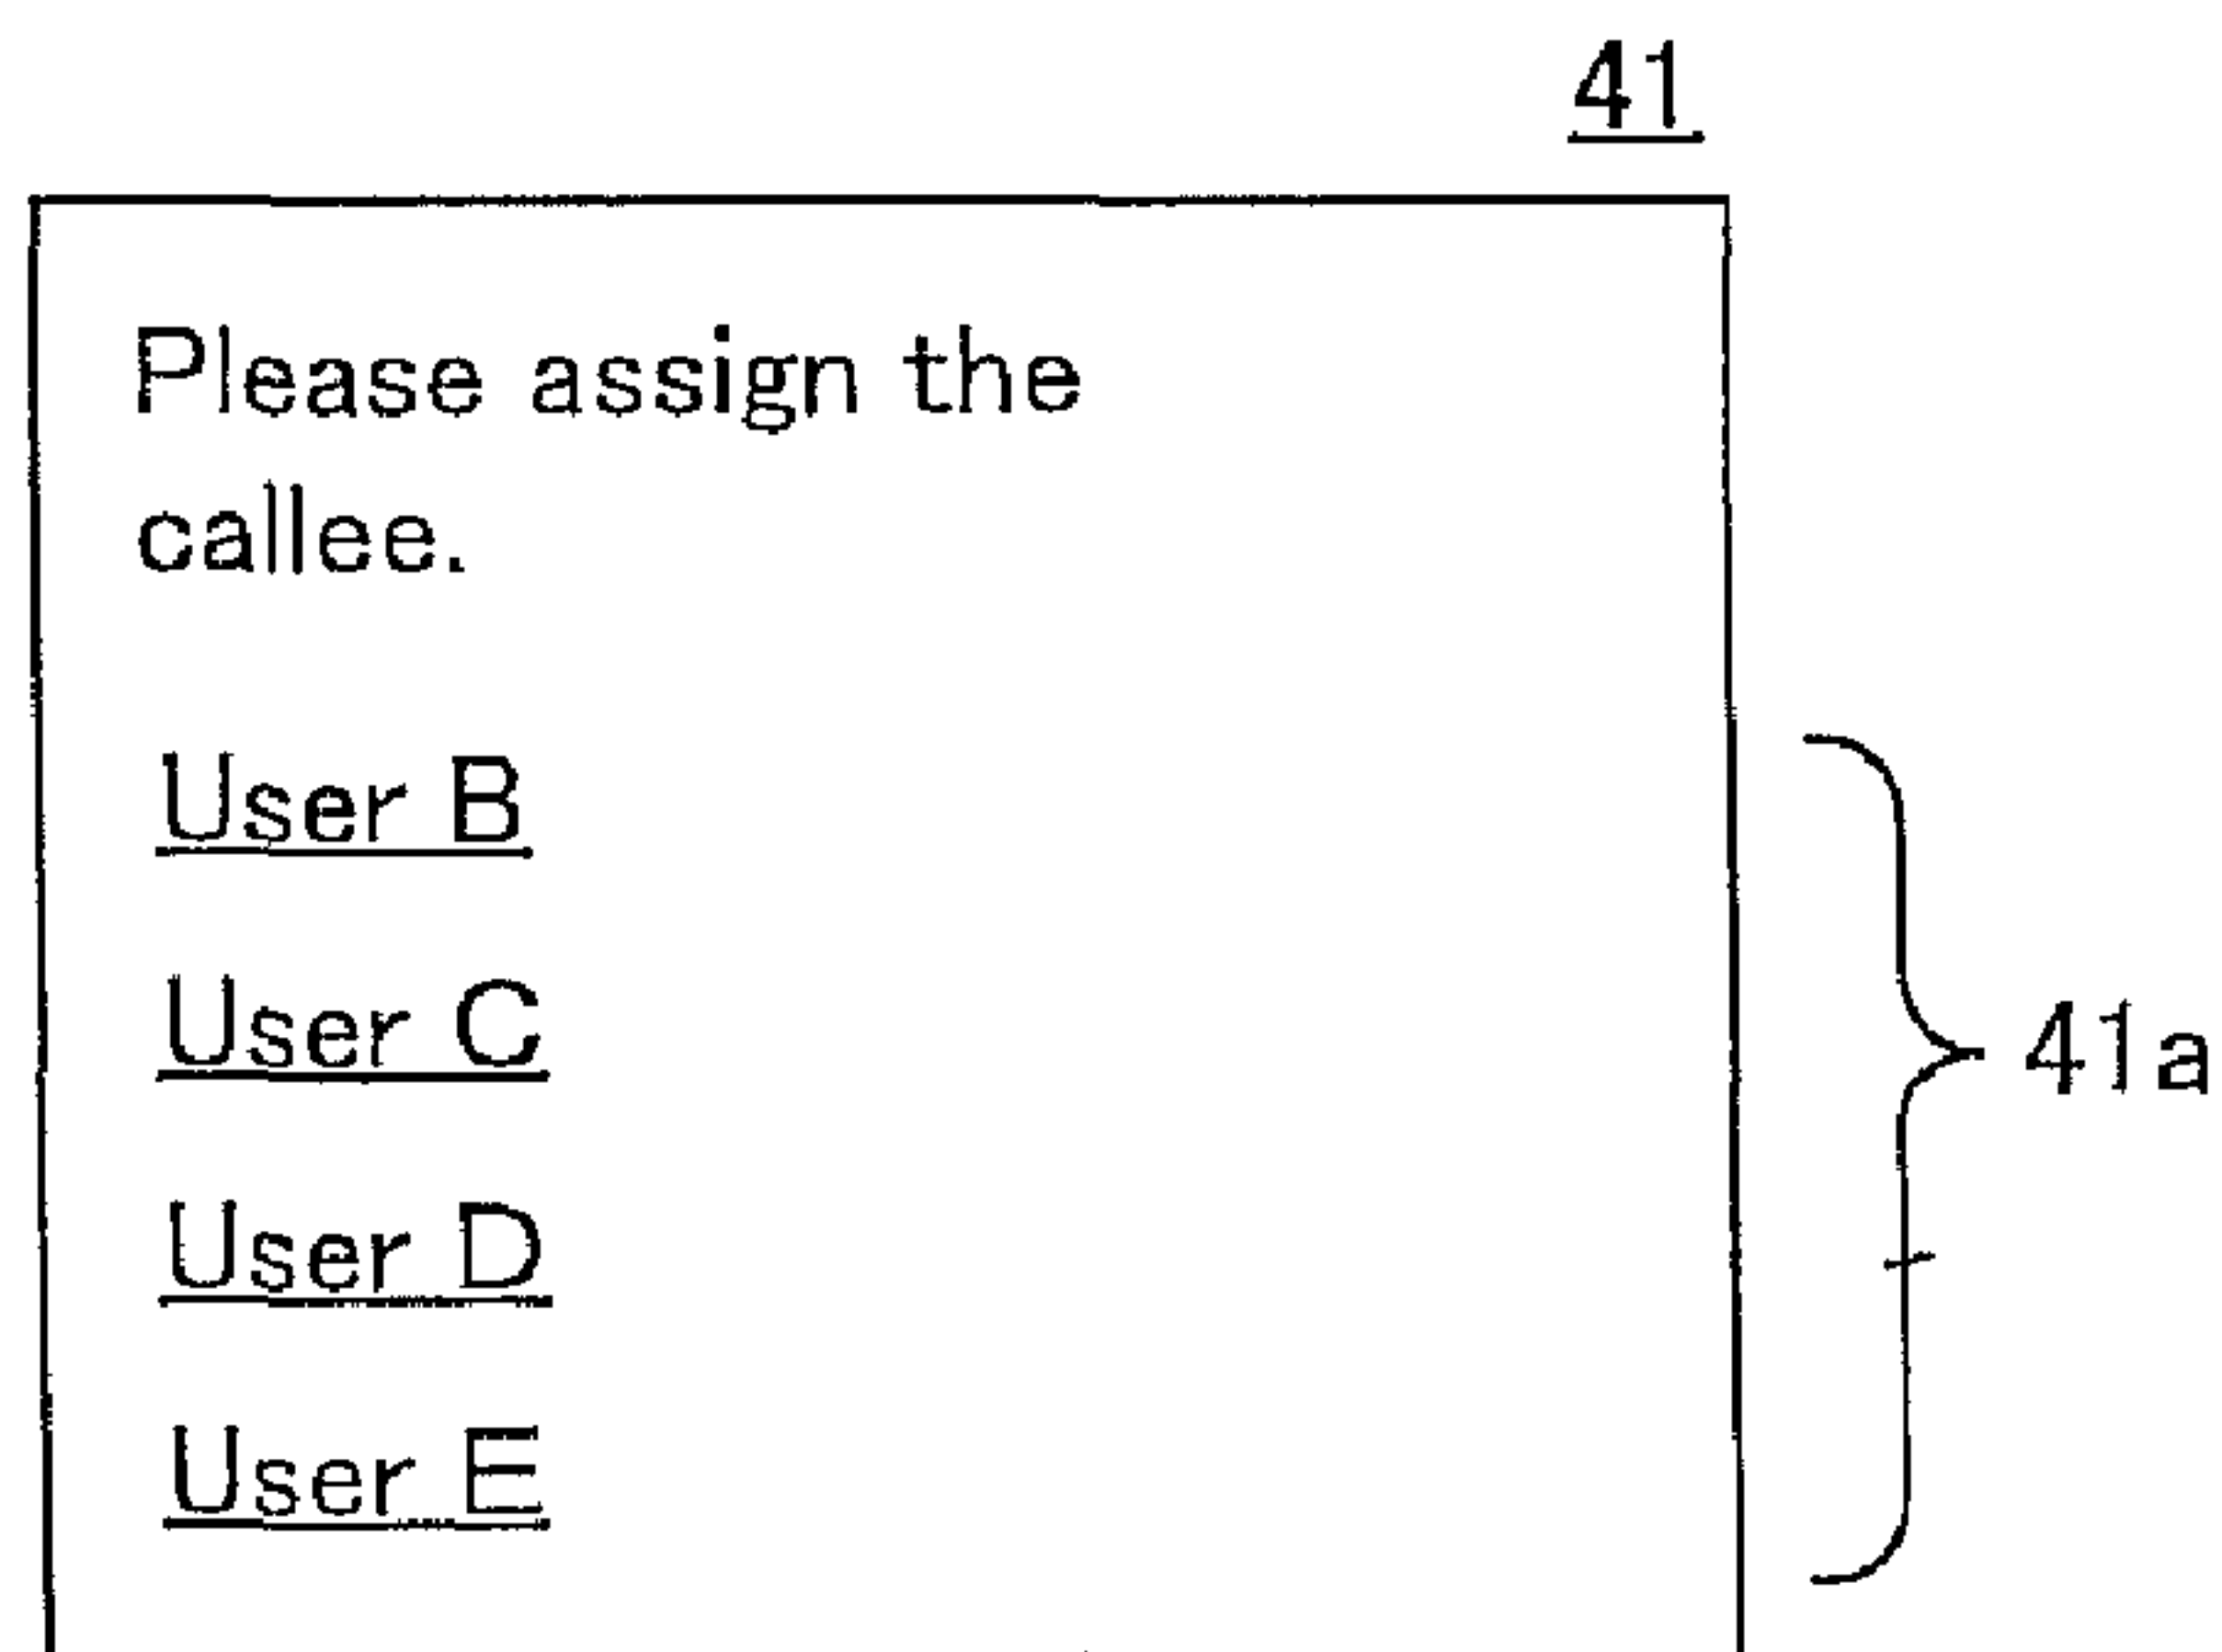 41
Please assign the
callee.
User B
User C
41a
User D
User E